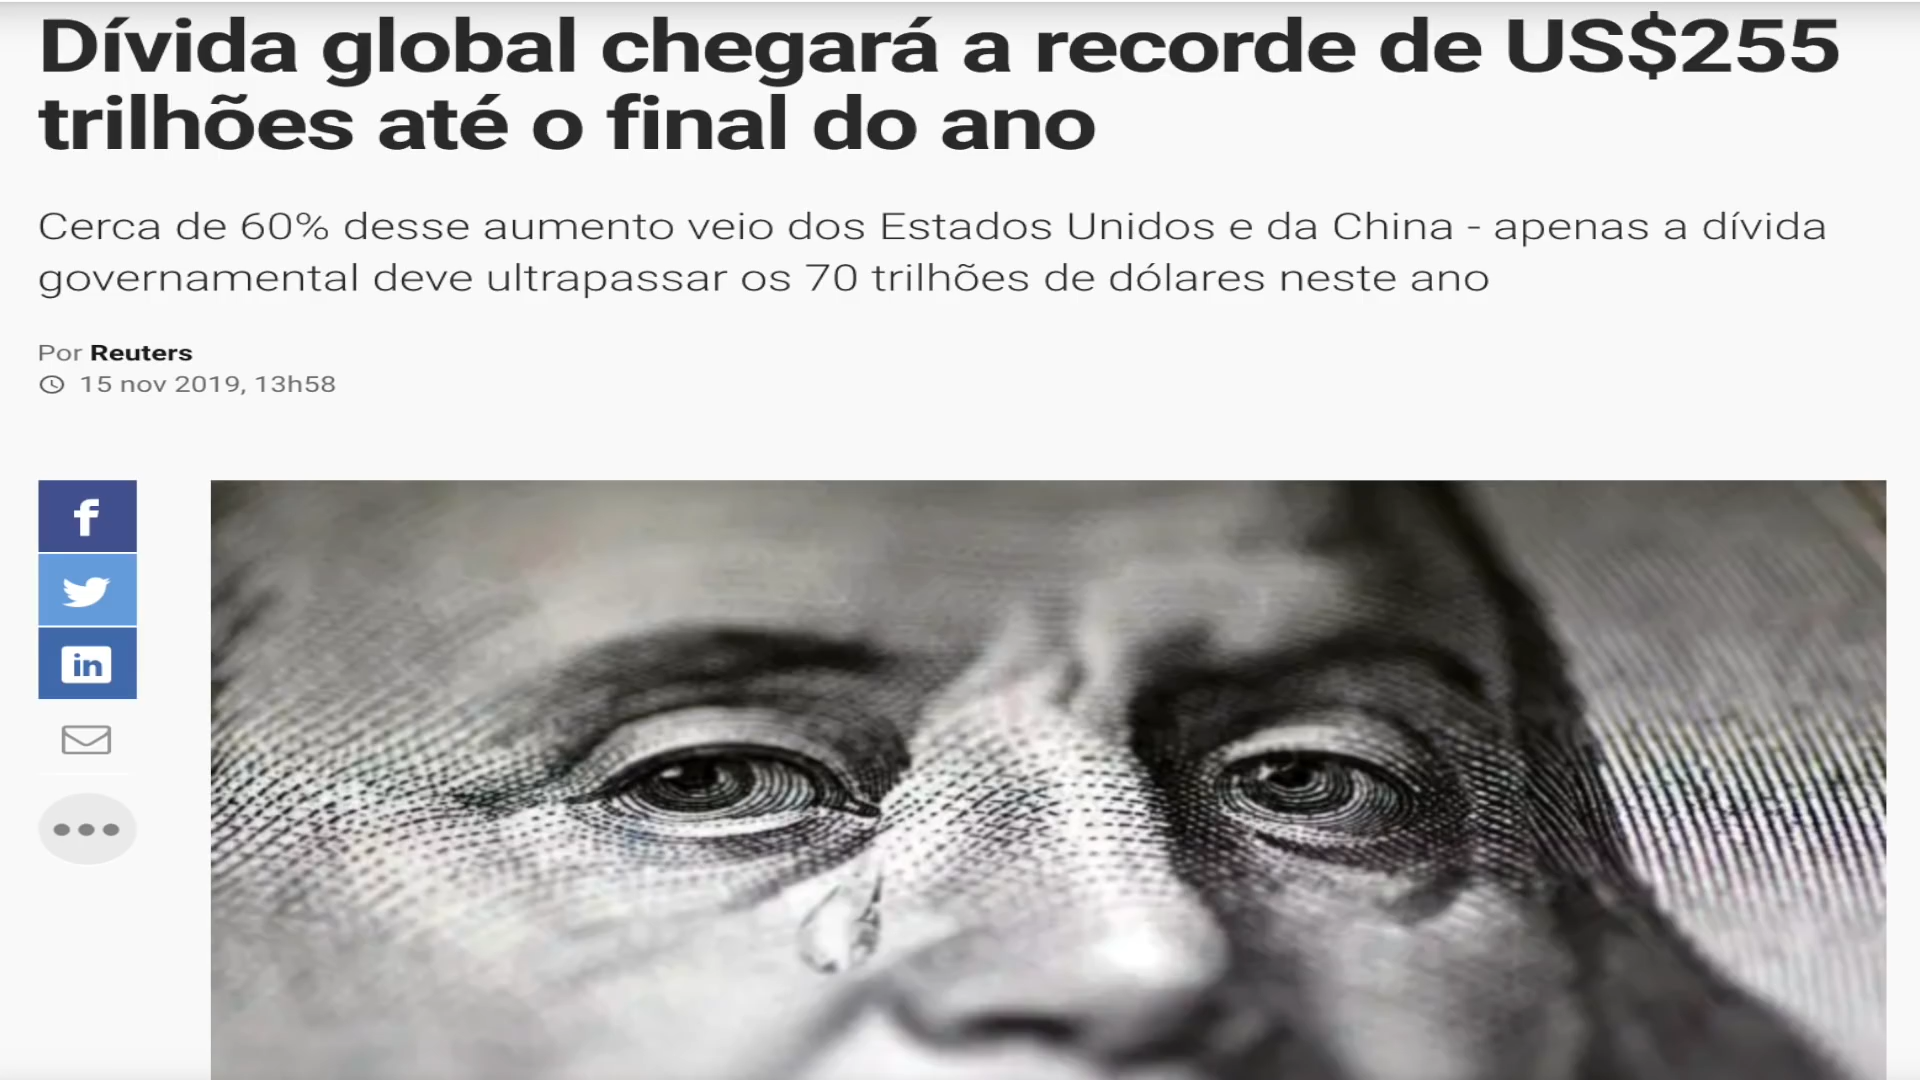 Dívida global chegará a recorde de US$255
trilhões até o final do ano
Cerca de 60% desse aumento veio dos Estados Unidos e da China - apenas a dívida
governamental deve ultrapassar os 70 trilhões de dólares neste ano
Por Reuters
15 nov 2019, 13h58
f
in